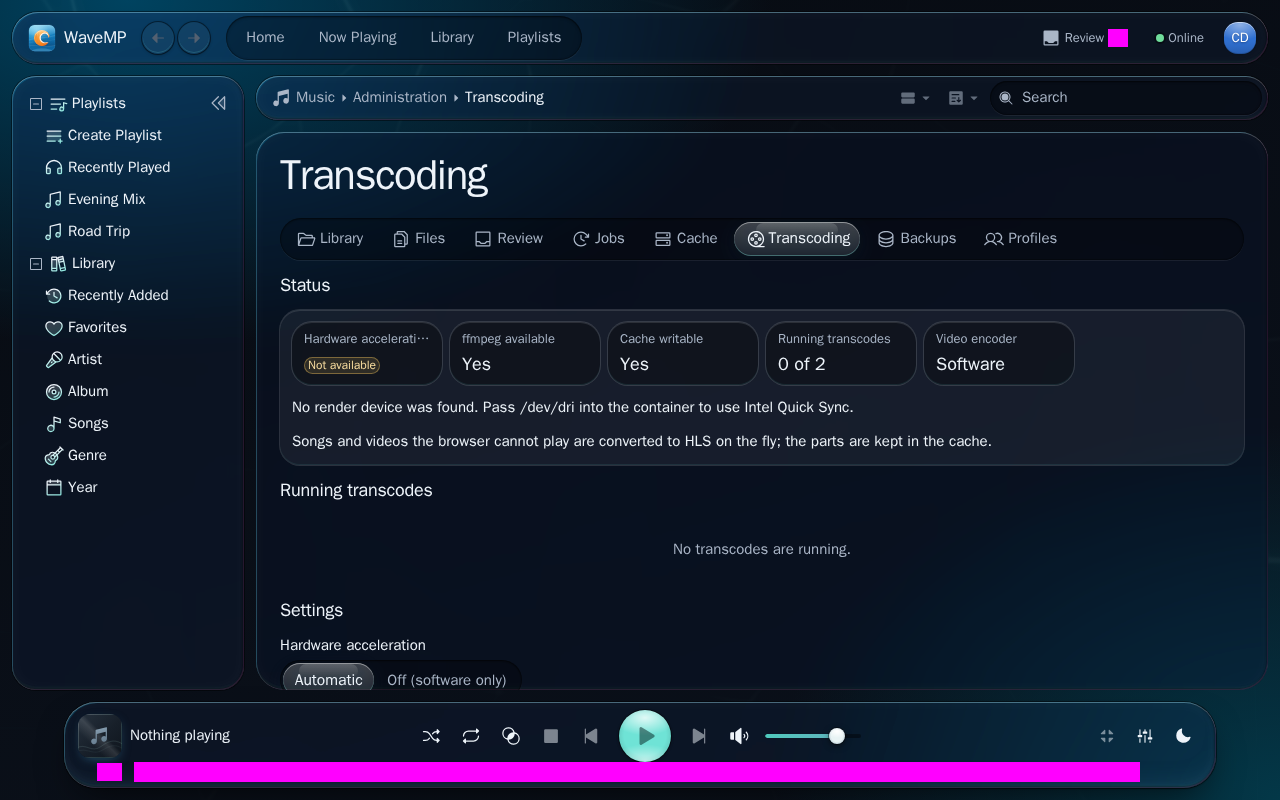 WaveMP
Home
Now Playing
Library
Playlists
Review
Online
CD
Playlists
Create Playlist
Recently Played
Evening Mix
Road Trip
Library
Recently Added
Favorites
Artist
Album
Songs
Genre
Year
Music
Administration
Transcoding
Search
Transcoding
Library
Files
Review
Jobs
Cache
Transcoding
Backups
Profiles
Status
Hardware accelerati···
Not available
ffmpeg available
Yes
Cache writable
Yes
Running transcodes
0 of 2
Video encoder
Software
No render device was found. Pass /dev/dri into the container to use Intel Quick Sync.
Songs and videos the browser cannot play are converted to HLS on the fly; the parts are kept in the cache.
Running transcodes
No transcodes are running.
Settings
Hardware acceleration
Automatic
Off (software only)
Nothing playing